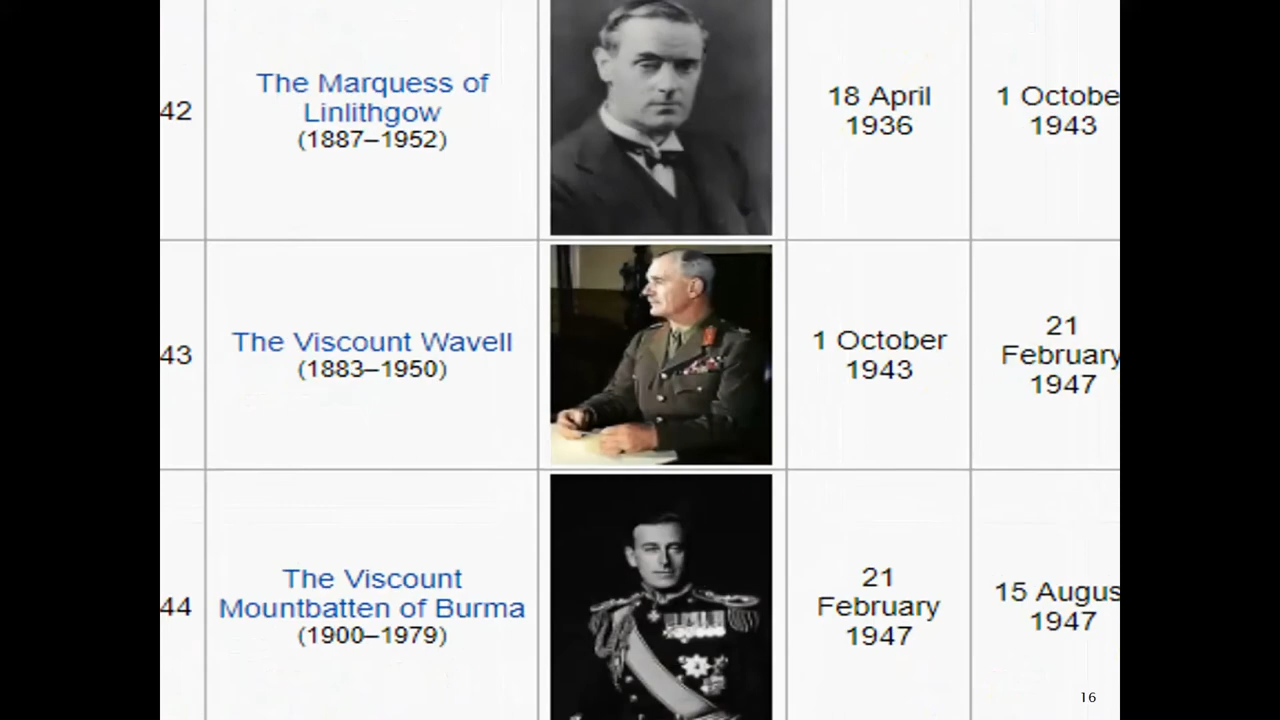 42
The Marquess of
Linlithgow
(1887–1952)
18 April
1936
1 Octobe
1943
43
The Viscount Wavell
(1883–1950)
1 October
1943
21
February
1947
44
The Viscount
Mountbatten of Burma
(1900–1979)
21
February
1947
15 Augus
1947
16